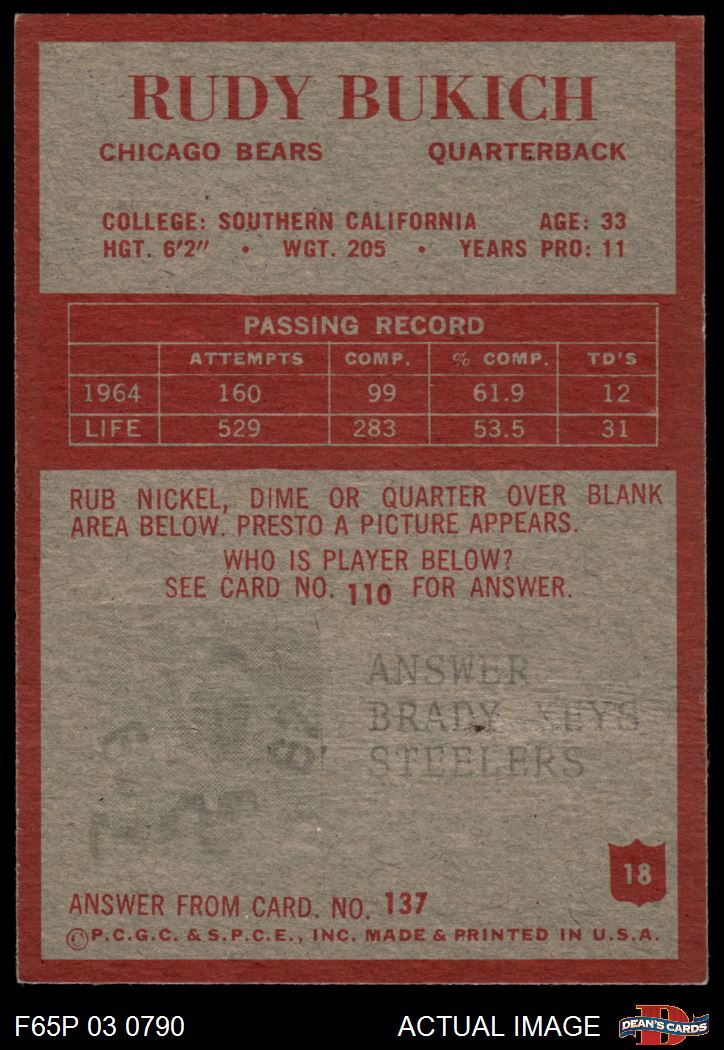 RUDY BUKICH
CHICAGO BEARS QUARTERBACK
COLLEGE: SOUTHERN CALIFORNIA AGE: 33
HGT. 6'2" • WGT. 205 • YEARS PRO: 11
PASSING RECORD
ATTEMPTS COMP. % COMP. TD'S
1964 160 99 61.9 12
LIFE 529 283 53.5 31
RUB NICKEL, DIME OR QUARTER OVER BLANK
AREA BELOW. PRESTO A PICTURE APPEARS.
WHO IS PLAYER BELOW?
SEE CARD NO. 110 FOR ANSWER.
ANSWER
BRADY KEYS
STEELERS
18
ANSWER FROM CARD. NO. 137
©P.C.G.C. & S.P.C.E., INC. MADE & PRINTED IN U.S.A.
F65P 03 0790 ACTUAL IMAGE DEAN'S CARDS